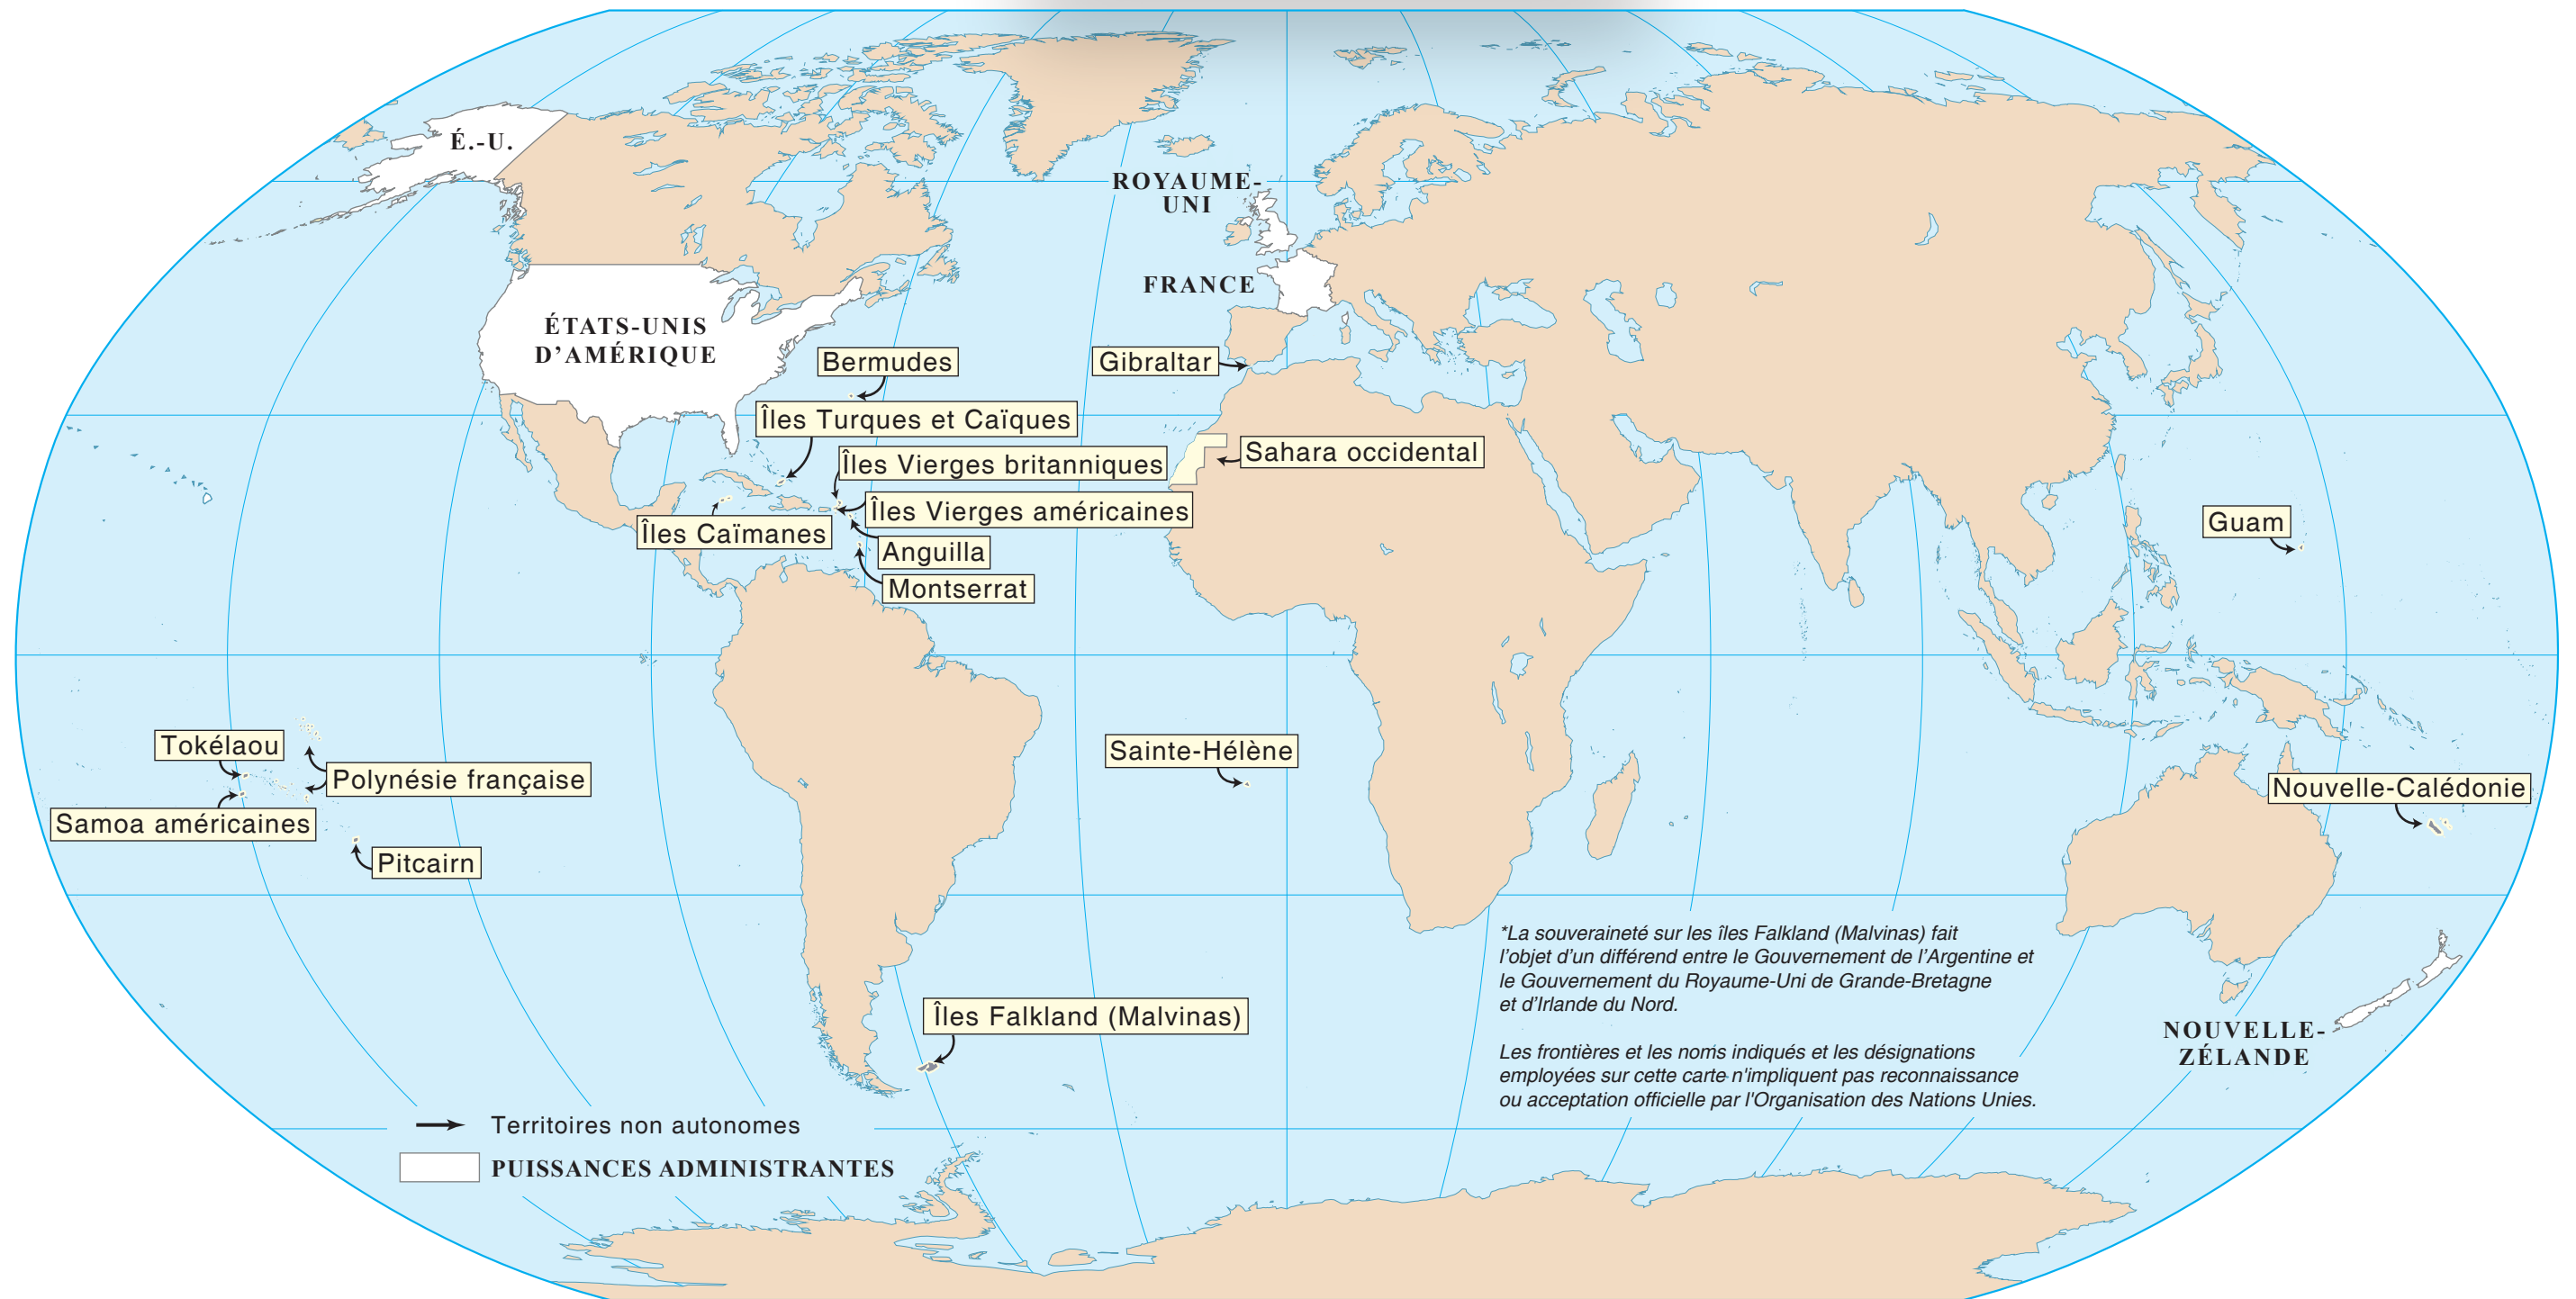 É.-U.
ROYAUME-
UNI
FRANCE
ÉTATS-UNIS
D’AMÉRIQUE
Bermudes
Gibraltar
Îles Turques et Caïques
Îles Vierges britanniques
Sahara occidental
Îles Vierges américaines
Îles Caïmanes
Anguilla
Montserrat
Guam
Tokélaou
Polynésie française
Samoa américaines
Pitcairn
Sainte-Hélène
Nouvelle-Calédonie
*La souveraineté sur les îles Falkland (Malvinas) fait
l’objet d’un différend entre le Gouvernement de l’Argentine et
le Gouvernement du Royaume-Uni de Grande-Bretagne
et d’Irlande du Nord.
Îles Falkland (Malvinas)
NOUVELLE-
ZÉLANDE
Les frontières et les noms indiqués et les désignations
employées sur cette carte n'impliquent pas reconnaissance
ou acceptation officielle par l'Organisation des Nations Unies.
Territoires non autonomes
PUISSANCES ADMINISTRANTES